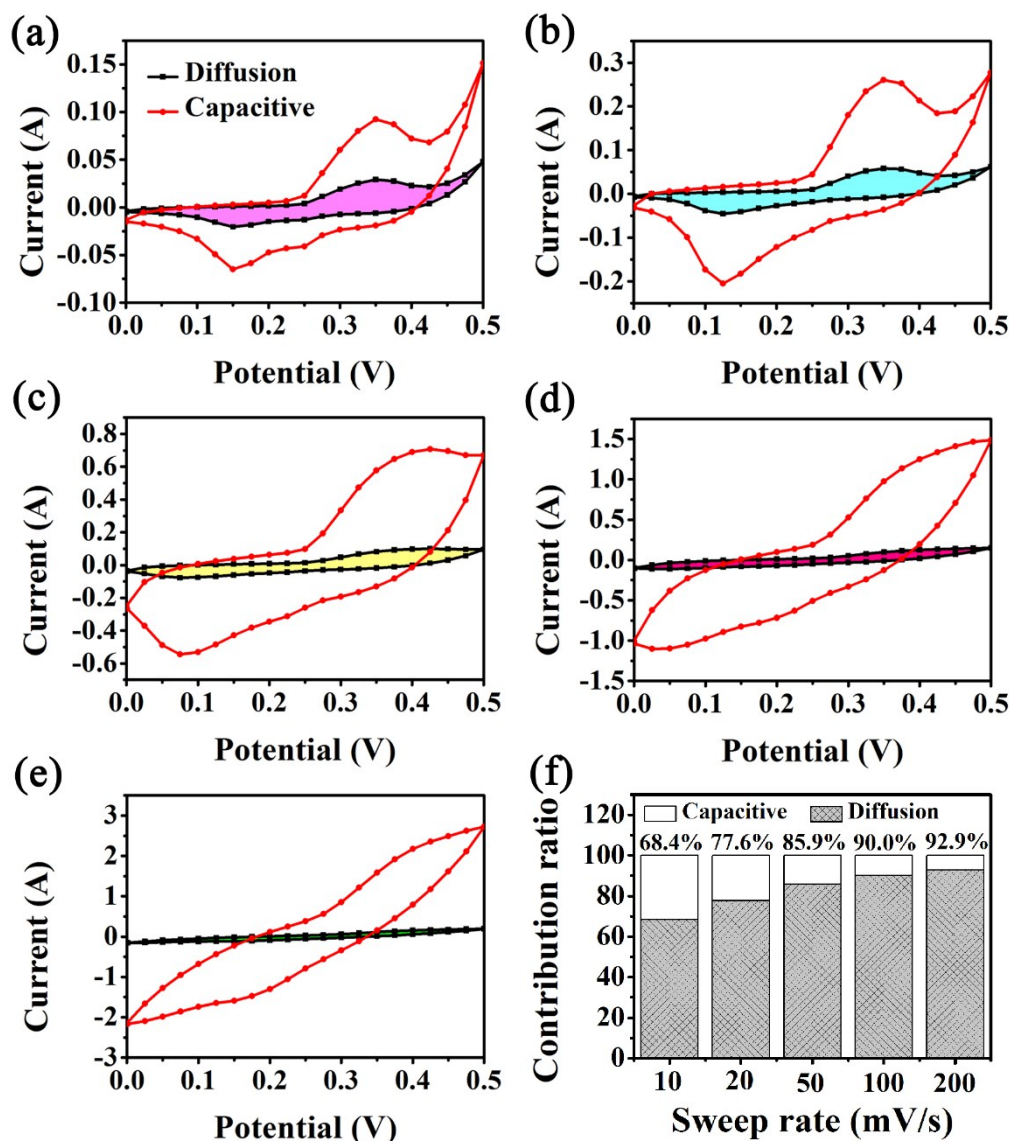 (a)
Diffusion
Capacitive
0.15
0.10
0.05
0.00
-0.05
-0.10
Current (A)
0.0 0.1 0.2 0.3 0.4 0.5
Potential (V)
(b)
0.3
0.2
0.1
0.0
-0.1
-0.2
Current (A)
0.0 0.1 0.2 0.3 0.4 0.5
Potential (V)
(c)
0.8
0.6
0.4
0.2
0.0
-0.2
-0.4
-0.6
Current (A)
0.0 0.1 0.2 0.3 0.4 0.5
Potential (V)
(d)
1.5
1.0
0.5
0.0
-0.5
-1.0
-1.5
Current (A)
0.0 0.1 0.2 0.3 0.4 0.5
Potential (V)
(e)
3
2
1
0
-1
-2
-3
Current (A)
0.0 0.1 0.2 0.3 0.4 0.5
Potential (V)
(f)
Capacitive Diffusion
68.4% 77.6% 85.9% 90.0% 92.9%
120
100
80
60
40
20
0
Contribution ratio
10 20 50 100 200
Sweep rate (mV/s)